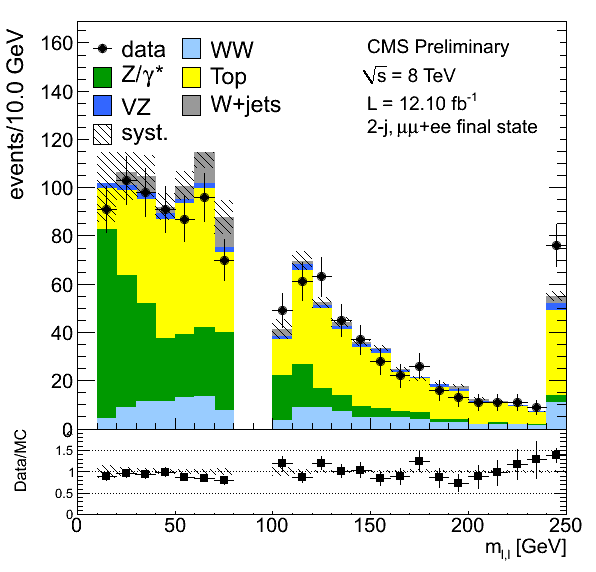 events/10.0 GeV
160
140
120
100
80
60
40
20
0
data
Z/γ*
VZ
syst.
WW
Top
W+jets
CMS Preliminary
√s = 8 TeV
L = 12.10 fb⁻¹
2-j, μμ+ee final state
Data/MC
2
1.5
1
0.5
0
0 50 100 150 200 250
m_l,l [GeV]